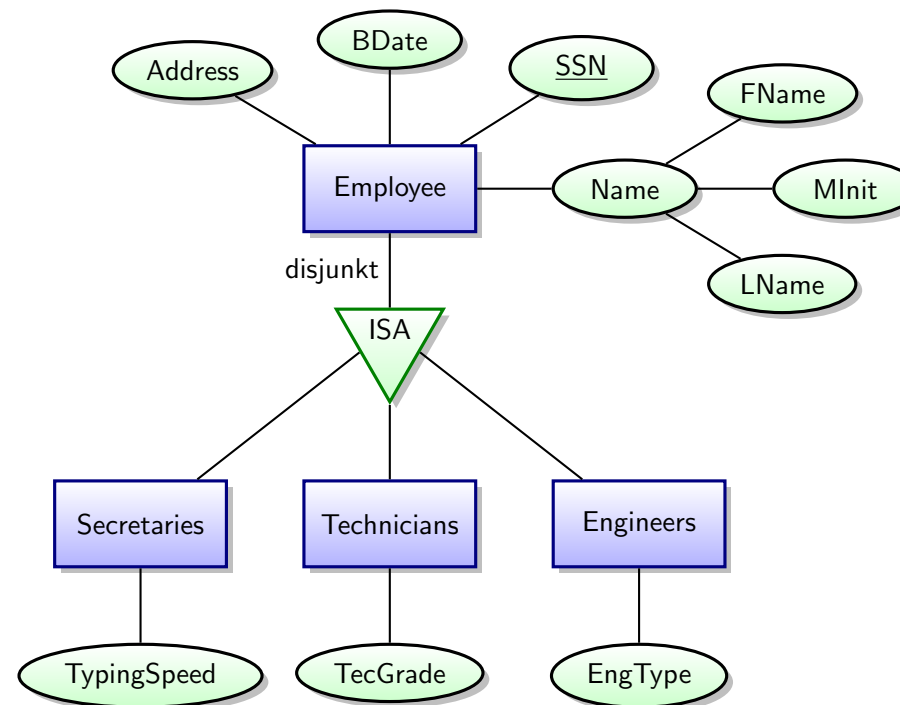 BDate
Address
SSN
FName
Employee
Name
MInit
disjunkt
LName
ISA
Secretaries
Technicians
Engineers
TypingSpeed
TecGrade
EngType